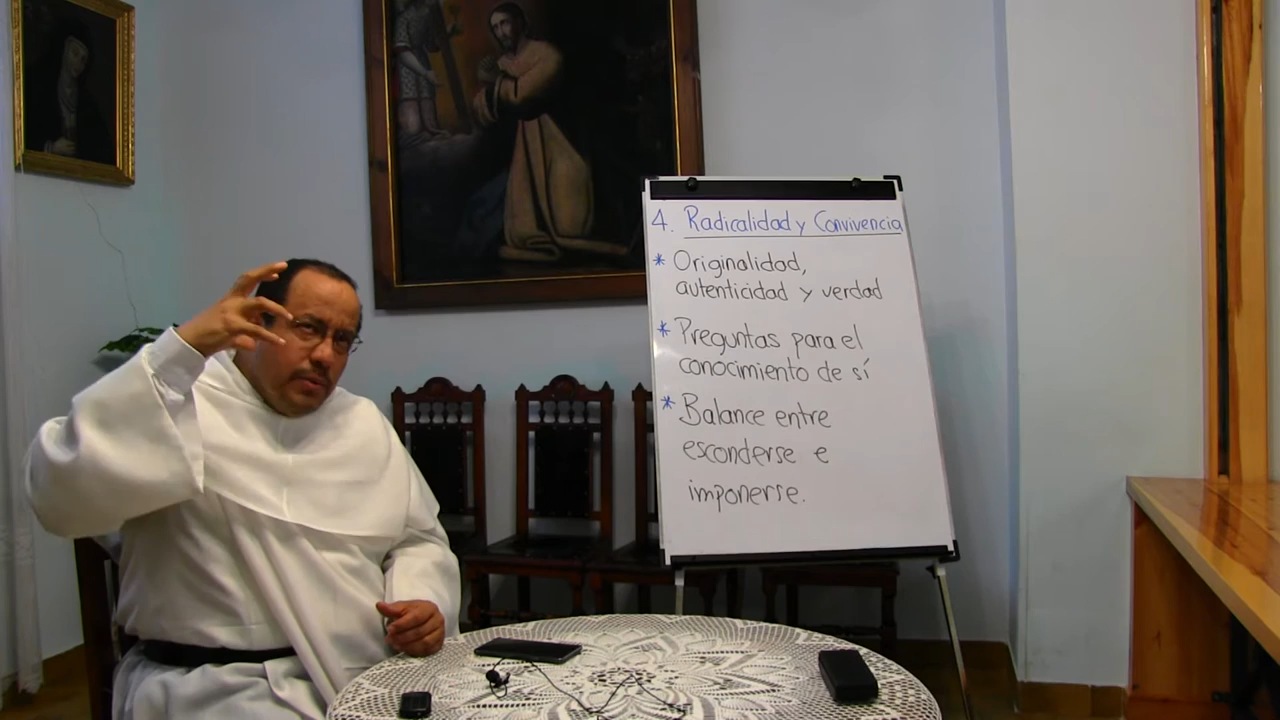 4. Radicalidad y Convivencia
* Originalidad,
autenticidad y verdad
* Preguntas para el
conocimiento de sí
* Balance entre
esconderse e
imponerse.